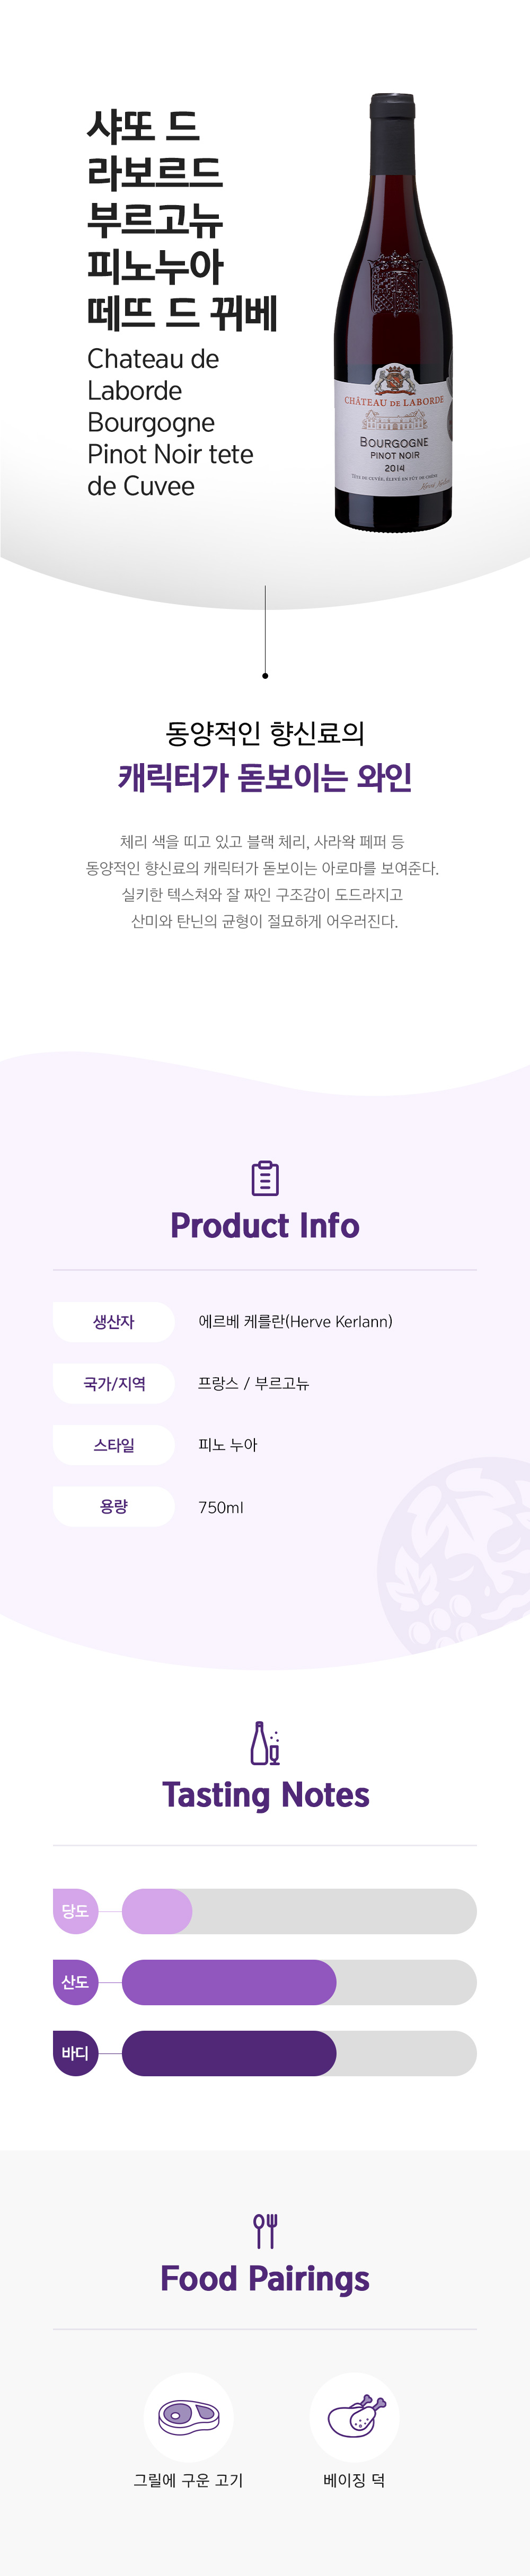 샤또 드
라보르드
부르고뉴
피노누아
떼뜨 드 뀌베
Chateau de
Laborde
Bourgogne
Pinot Noir tete
de Cuvee
CHÂTEAU DE LABORDE
BOURGOGNE
PINOT NOIR
2014
TÊTE DE CUVÉE, ÉLEVÉ EN FÛT DE CHÊNE
동양적인 향신료의
캐릭터가 돋보이는 와인
체리 색을 띠고 있고 블랙 체리, 사라왁 페퍼 등
동양적인 향신료의 캐릭터가 돋보이는 아로마를 보여준다.
실키한 텍스쳐와 잘 짜인 구조감이 도드라지고
산미와 탄닌의 균형이 절묘하게 어우러진다.
Product Info
생산자 에르베 케를란(Herve Kerlann)
국가/지역 프랑스 / 부르고뉴
스타일 피노 누아
용량 750ml
Tasting Notes
당도
산도
바디
Food Pairings
그릴에 구운 고기 베이징 덕